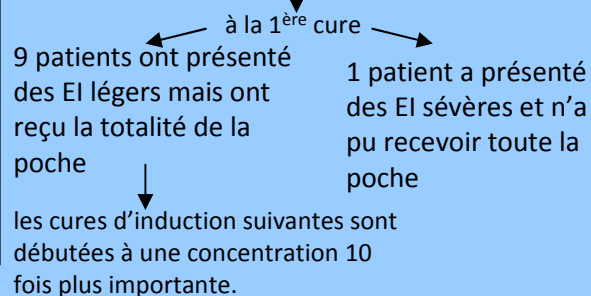 à la 1ère cure
9 patients ont présenté
des EI légers mais ont
reçu la totalité de la
poche
1 patient a présenté
des EI sévères et n'a
pu recevoir toute la
poche
les cures d’induction suivantes sont
débutées à une concentration 10
fois plus importante.